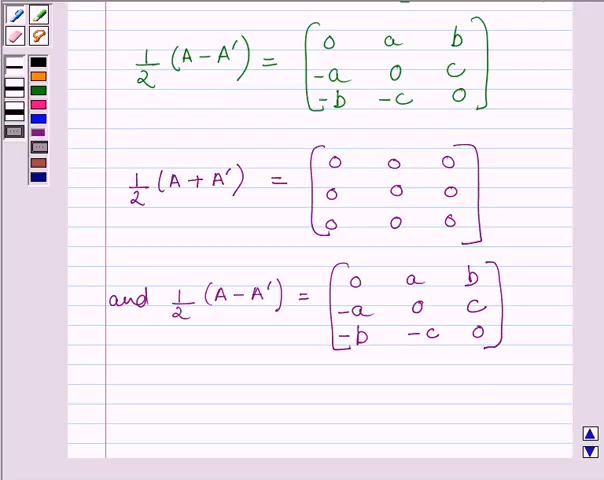 1/2 (A - A') = [ 0 a b
-a 0 c
-b -c 0 ]
1/2 (A + A') = [ 0 0 0
0 0 0
0 0 0 ]
and 1/2 (A - A') = [ 0 a b
-a 0 c
-b -c 0 ]